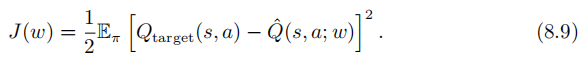 J(w) = \frac{1}{2} \mathbb{E}_{\pi} \left[ Q_{\text{target}}(s, a) - \hat{Q}(s, a; w) \right]^2 . (8.9)